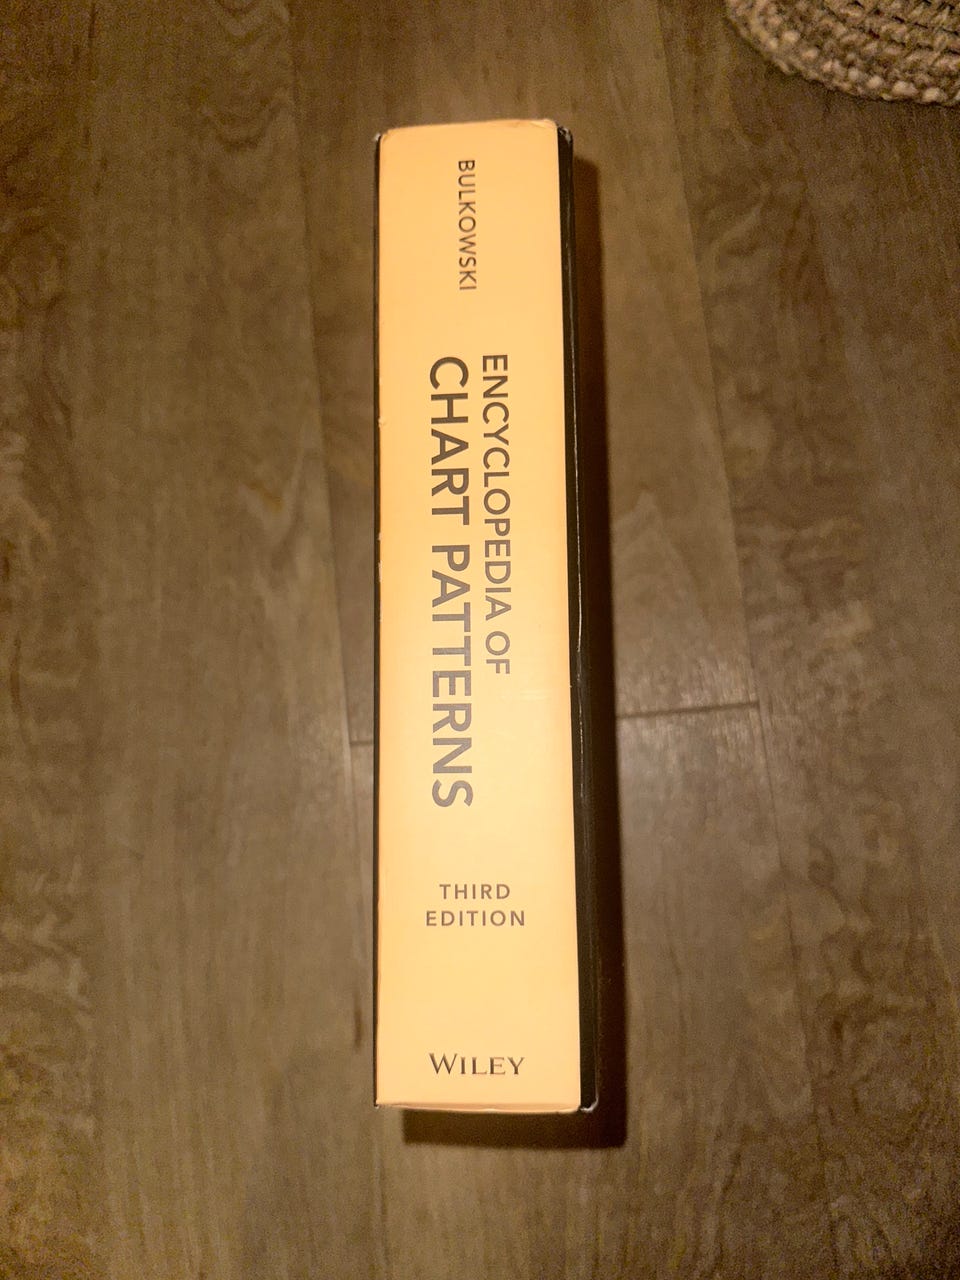 BULKOWSKI
ENCYCLOPEDIA OF
CHART PATTERNS
THIRD
EDITION
WILEY